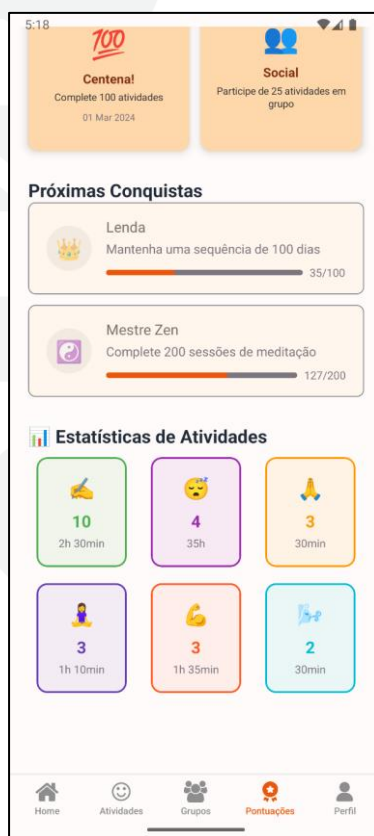 5:18
100
Centena!
Complete 100 atividades
01 Mar 2024
Social
Participe de 25 atividades em
grupo
Próximas Conquistas
Lenda
Mantenha uma sequência de 100 dias
35/100
Mestre Zen
Complete 200 sessões de meditação
127/200
Estatísticas de Atividades
10
2h 30min
4
35h
3
30min
3
1h 10min
3
1h 35min
2
30min
Home
Atividades
Grupos
Pontuações
Perfil